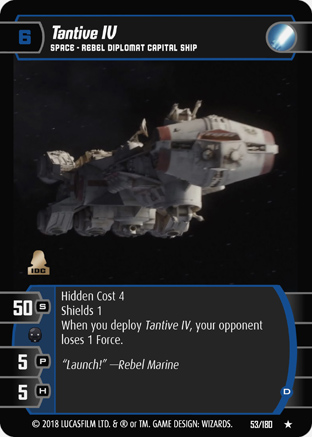 6
Tantive IV
SPACE - REBEL DIPLOMAT CAPITAL SHIP
IDC
50 S
Hidden Cost 4
Shields 1
When you deploy Tantive IV, your opponent
loses 1 Force.
5 P
“Launch!” —Rebel Marine
5 H
D
© 2018 LUCASFILM LTD. & ® or TM. GAME DESIGN: WIZARDS. 53/180